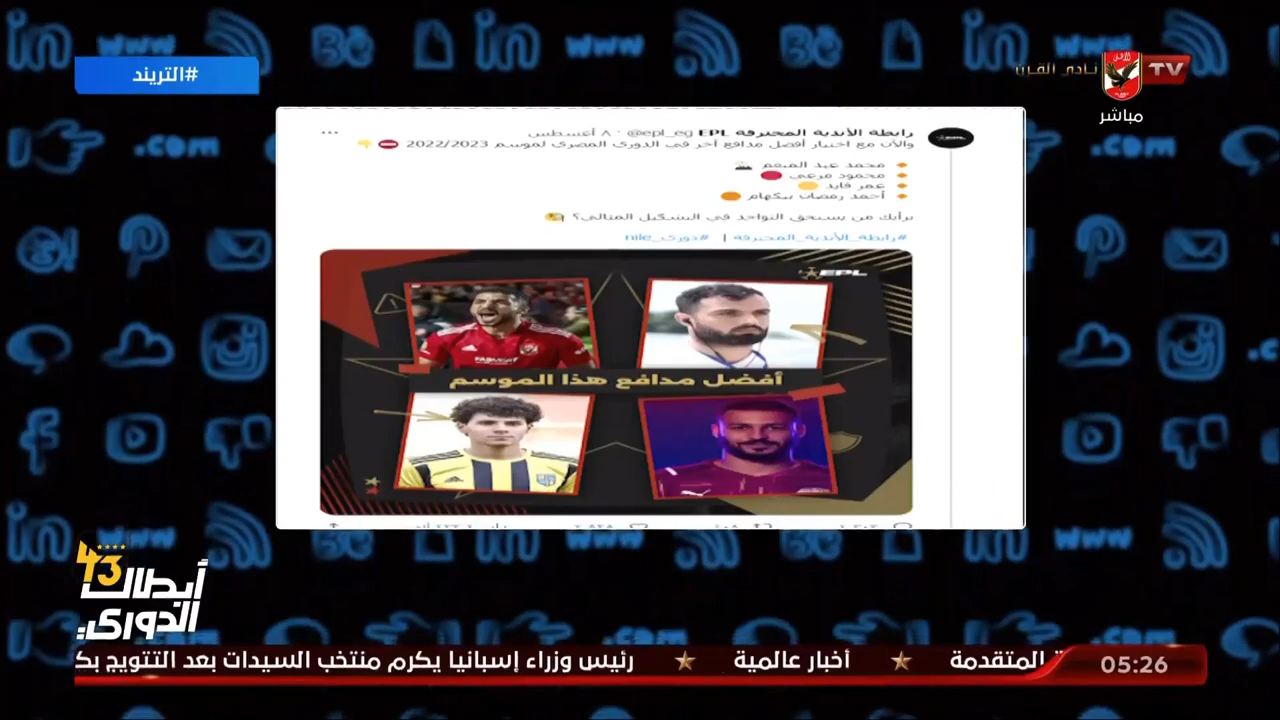 #التريند
نادي القرن
TV
مباشر
رابطة الأندية المحترفة EPL @epl_eg · ٨ أغسطس
والآن مع اختيار أفضل مدافع آخر في الدوري المصري لموسم 2022/2023
محمد عبد المنعم
محمود مرعي
عمر فايد
أحمد رمضان بيكهام
برأيك من يستحق التواجد في التشكيل المثالي؟
#رابطة_الأندية_المحترفة | #دوري_nile
EPL
أفضل مدافع هذا الموسم
43
أبطال
الدوري
المتقدمة ★ أخبار عالمية ★ رئيس وزراء إسبانيا يكرم منتخب السيدات بعد التتويج بك
05:26